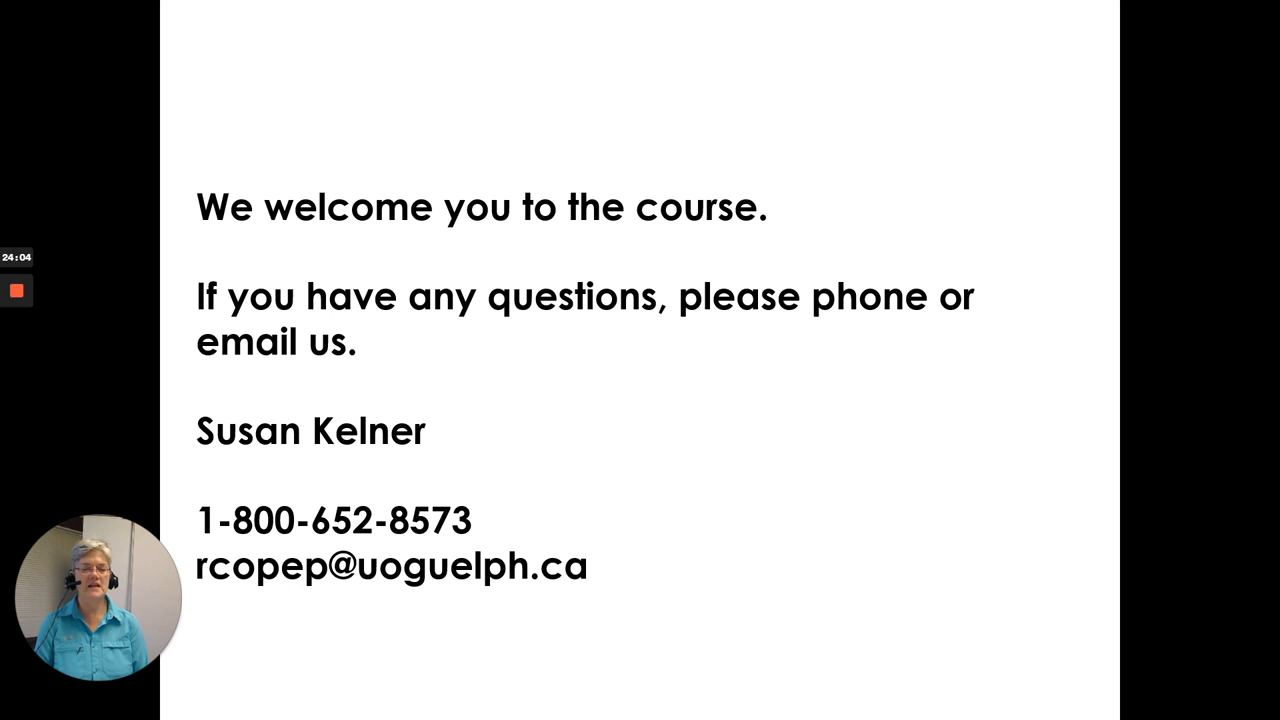 We welcome you to the course.
If you have any questions, please phone or
email us.
24:04
Susan Kelner
1-800-652-8573
rcopep@uoguelph.ca